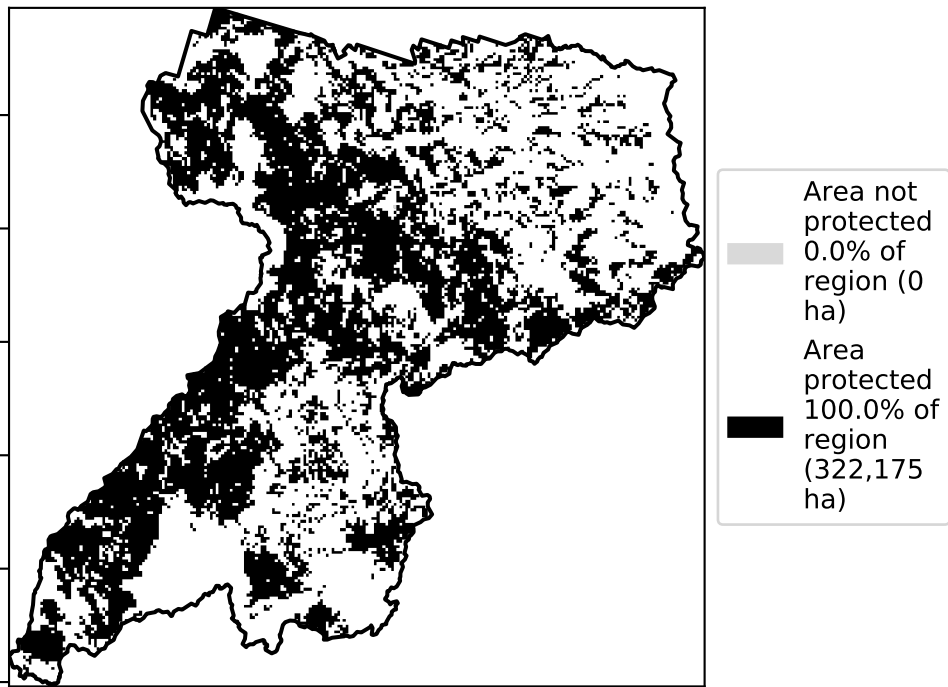 Area not
protected
0.0% of
region (0
ha)
Area
protected
100.0% of
region
(322,175
ha)